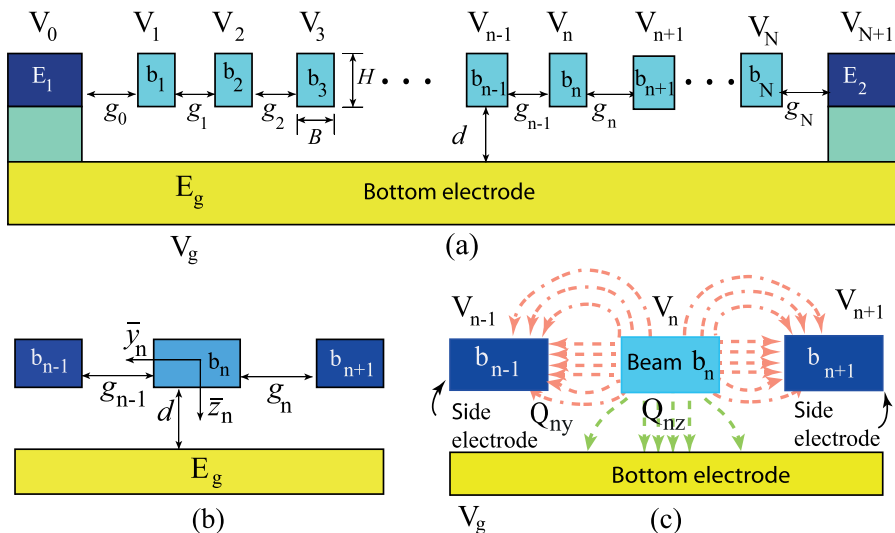 V0 V1 V2 V3 Vn-1 Vn Vn+1 VN VN+1
E1 b1 b2 b3 H ... bn-1 bn bn+1 ... bN E2
g0 g1 g2 B gn-1 gn gN
d
Eg Bottom electrode
Vg (a)
Vn-1 Vn Vn+1
ȳn
bn-1 bn bn+1
bn-1 Beam bn bn+1
gn-1 gn
z̄n
d
Side electrode Qny Qnz Side electrode
Eg
Bottom electrode
(b)
Vg (c)